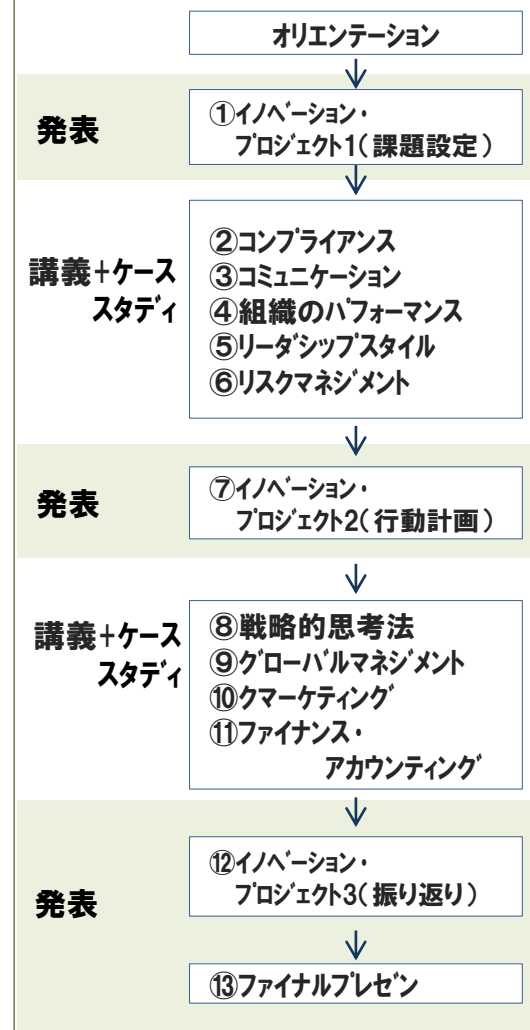 オリエンテーション
発表
①イノベーション・
プロジェクト1(課題設定)
講義+ケース
スタディ
②コンプライアンス
③コミュニケーション
④組織のパフォーマンス
⑤リーダシップスタイル
⑥リスクマネジメント
発表
⑦イノベーション・
プロジェクト2(行動計画)
講義+ケース
スタディ
⑧戦略的思考法
⑨グローバルマネジメント
⑩クマーケティング
⑪ファイナンス・
アカウンティング
発表
⑫イノベーション・
プロジェクト3(振り返り)
⑬ファイナルプレゼン